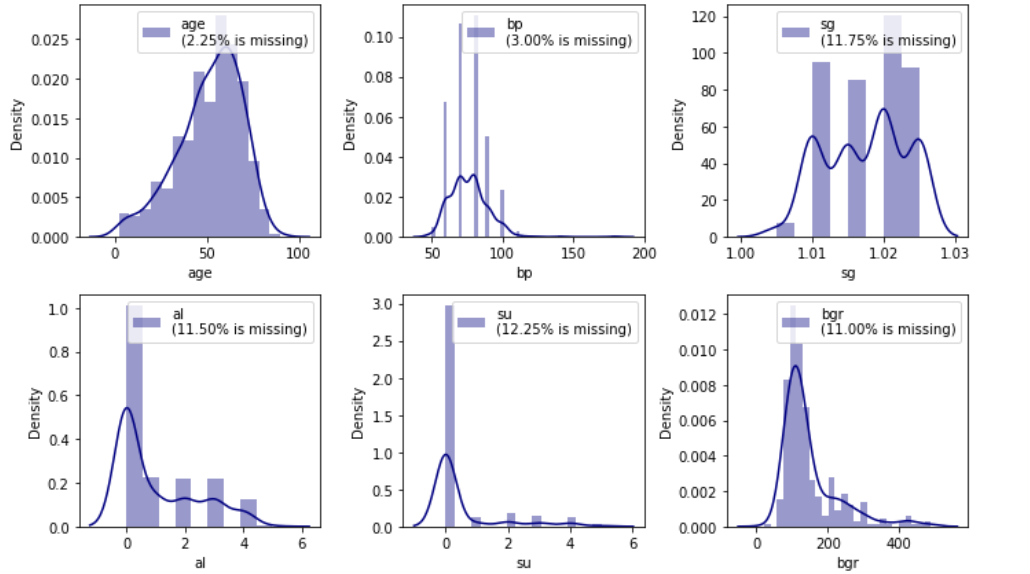 age
(2.25% is missing)
Density
0.025
0.020
0.015
0.010
0.005
0.000
0
50
100
age
bp
(3.00% is missing)
Density
0.10
0.08
0.06
0.04
0.02
0.00
50
100
150
200
bp
sg
(11.75% is missing)
Density
120
100
80
60
40
20
0
1.00
1.01
1.02
1.03
sg
al
(11.50% is missing)
Density
1.0
0.8
0.6
0.4
0.2
0.0
0
2
4
6
al
su
(12.25% is missing)
Density
3.0
2.5
2.0
1.5
1.0
0.5
0.0
0
2
4
6
su
bgr
(11.00% is missing)
Density
0.012
0.010
0.008
0.006
0.004
0.002
0.000
0
200
400
bgr